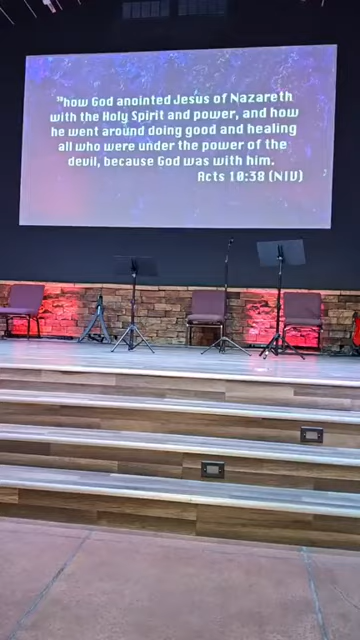 ³⁸how God anointed Jesus of Nazareth
with the Holy Spirit and power, and how
he went around doing good and healing
all who were under the power of the
devil, because God was with him.
Acts 10:38 (NIV)